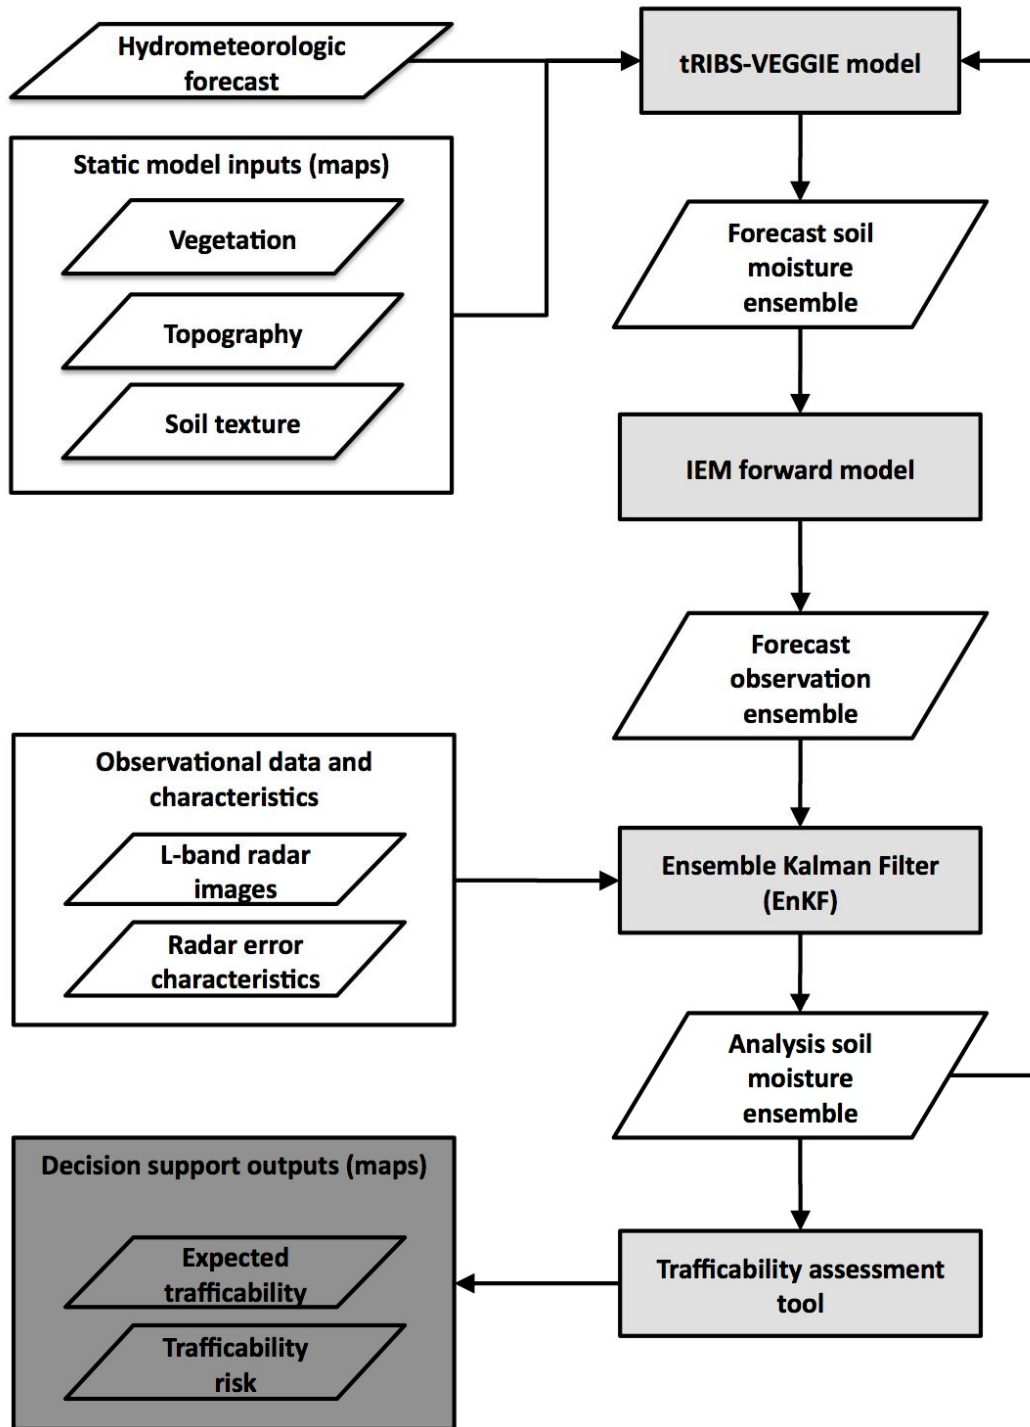 Hydrometeorologic
forecast
tRIBS-VEGGIE model
Static model inputs (maps)
Vegetation
Topography
Soil texture
Forecast soil
moisture
ensemble
IEM forward model
Forecast
observation
ensemble
Observational data and
characteristics
L-band radar
images
Radar error
characteristics
Ensemble Kalman Filter
(EnKF)
Analysis soil
moisture
ensemble
Decision support outputs (maps)
Expected
trafficability
Trafficability
risk
Trafficability assessment
tool